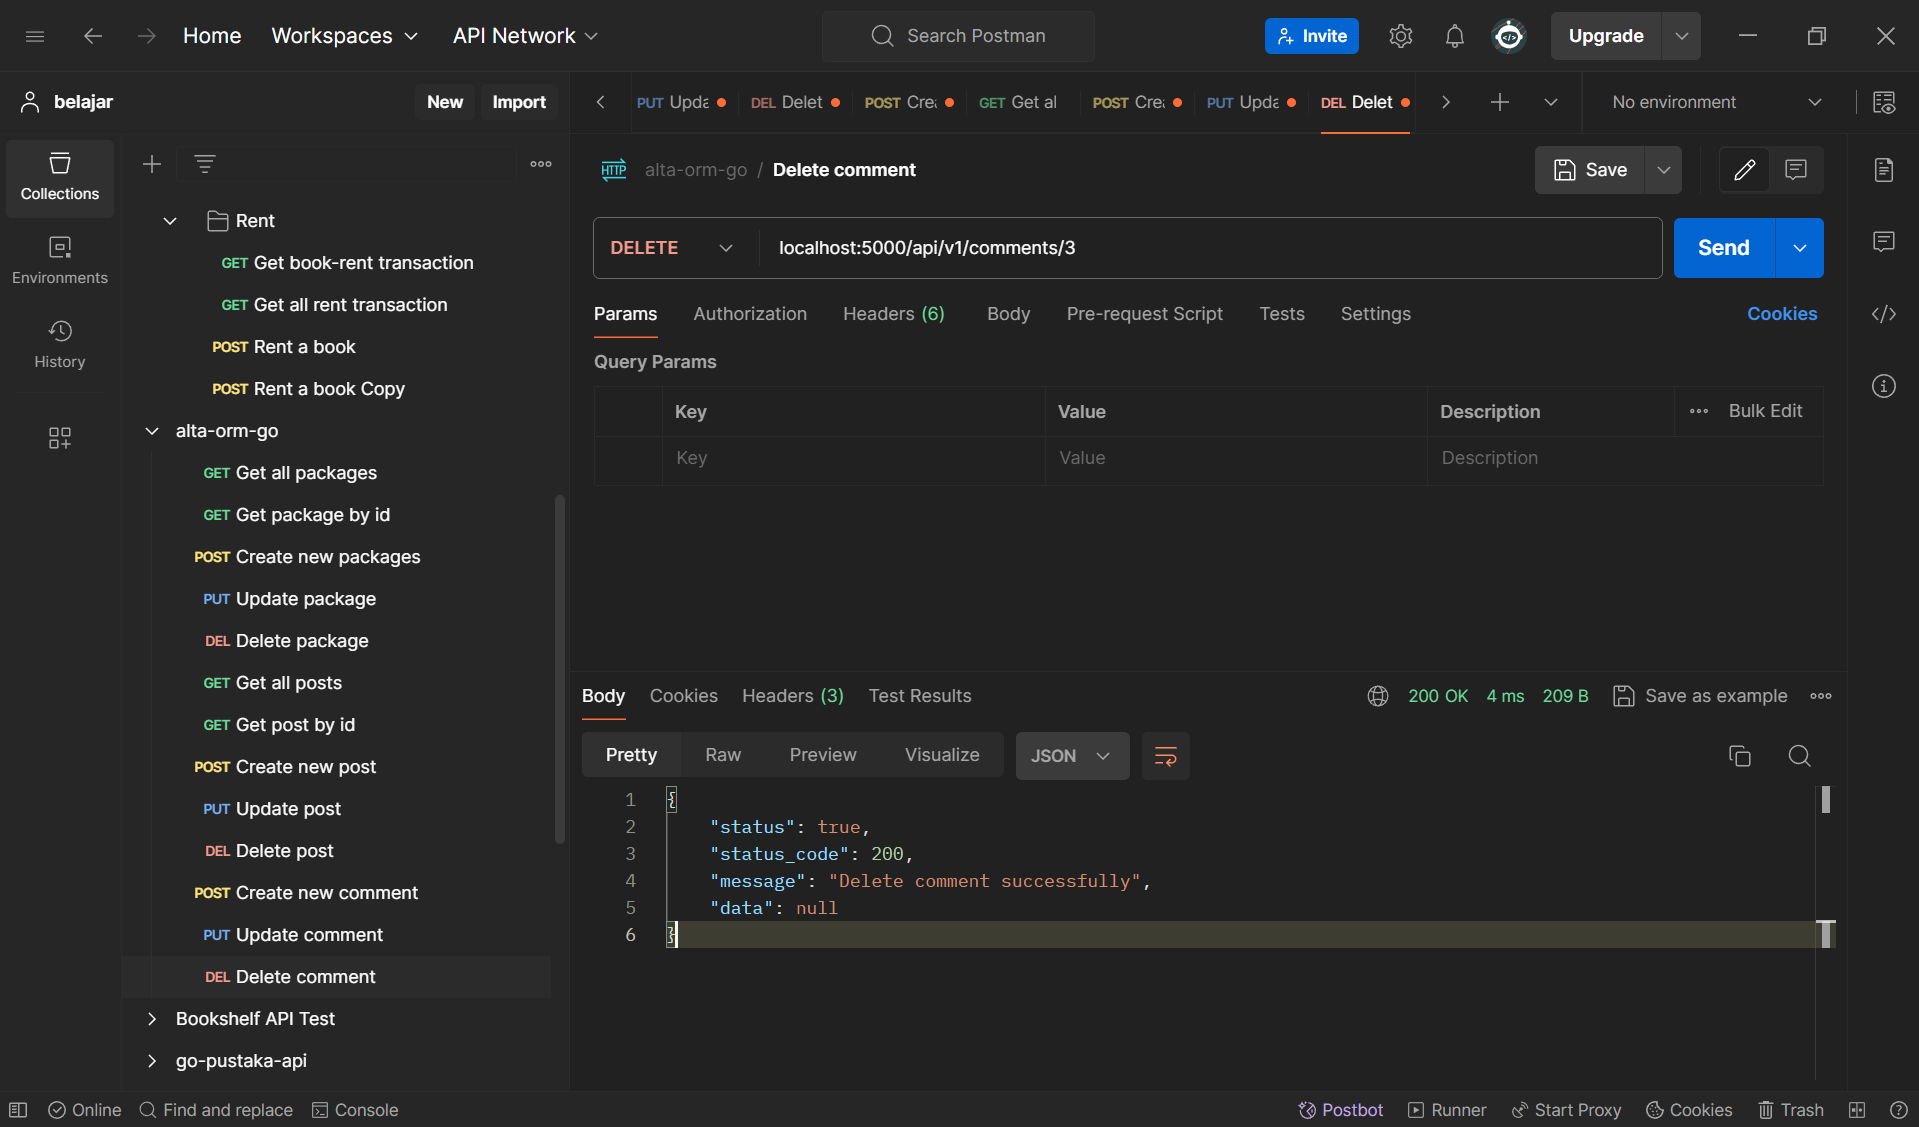 Home Workspaces API Network Search Postman Invite Upgrade
belajar New Import
PUT Upda DEL Delet POST Crea GET Get al POST Crea PUT Upda DEL Delet No environment
Collections
Environments
History
Rent
GET Get book-rent transaction
GET Get all rent transaction
POST Rent a book
POST Rent a book Copy
alta-orm-go
GET Get all packages
GET Get package by id
POST Create new packages
PUT Update package
DEL Delete package
GET Get all posts
GET Get post by id
POST Create new post
PUT Update post
DEL Delete post
POST Create new comment
PUT Update comment
DEL Delete comment
Bookshelf API Test
go-pustaka-api
HTTP alta-orm-go / Delete comment Save
DELETE localhost:5000/api/v1/comments/3 Send
Params Authorization Headers (6) Body Pre-request Script Tests Settings Cookies
Query Params
Key Value Description Bulk Edit
Key Value Description
Body Cookies Headers (3) Test Results 200 OK 4 ms 209 B Save as example
Pretty Raw Preview Visualize JSON
1 {
2 "status": true,
3 "status_code": 200,
4 "message": "Delete comment successfully",
5 "data": null
6 }
Online Find and replace Console Postbot Runner Start Proxy Cookies Trash